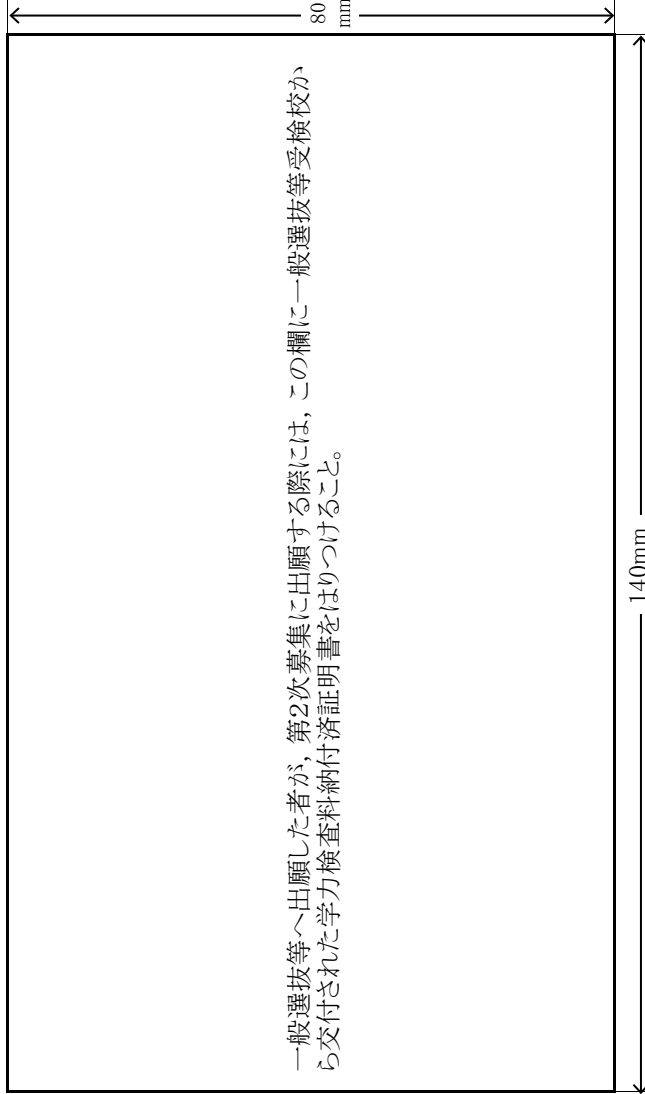 80
mm
一般選抜等へ出願した者が，第2次募集に出願する際には，この欄に一般選抜等受検校か
ら交付された学力検査料納付済証明書をはりつけること。
140mm